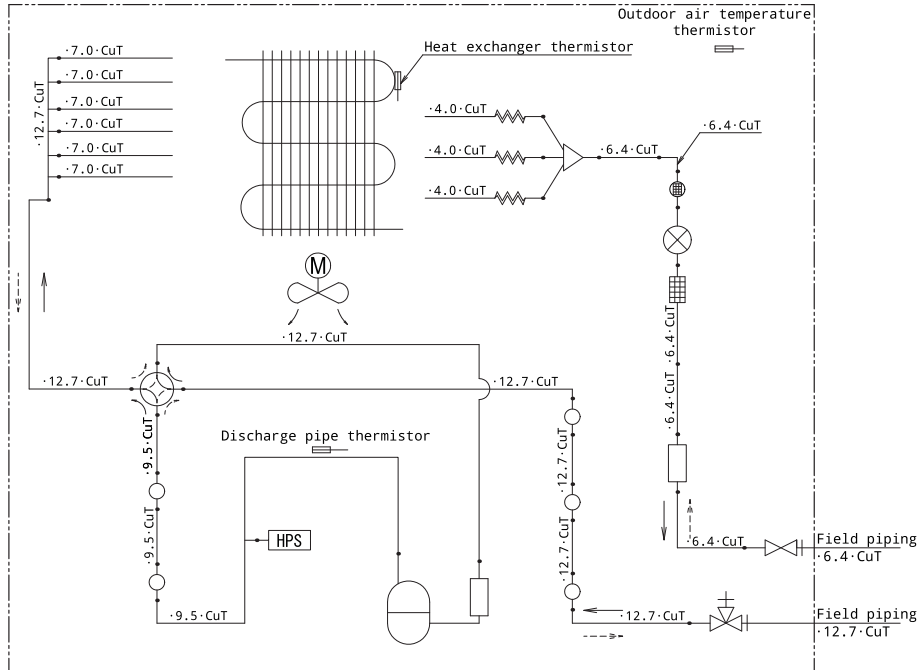 Outdoor air temperature
thermistor
Heat exchanger thermistor
·7.0·CuT
·7.0·CuT
·7.0·CuT
·7.0·CuT
·7.0·CuT
·7.0·CuT
·12.7·CuT
·4.0·CuT
·4.0·CuT
·4.0·CuT
·6.4·CuT
·6.4·CuT
M
·12.7·CuT
·6.4·CuT
·6.4·CuT
·12.7·CuT
·12.7·CuT
·9.5·CuT
·9.5·CuT
Discharge pipe thermistor
·12.7·CuT
·12.7·CuT
HPS
·9.5·CuT
·6.4·CuT
Field piping
·6.4·CuT
·12.7·CuT
Field piping
·12.7·CuT